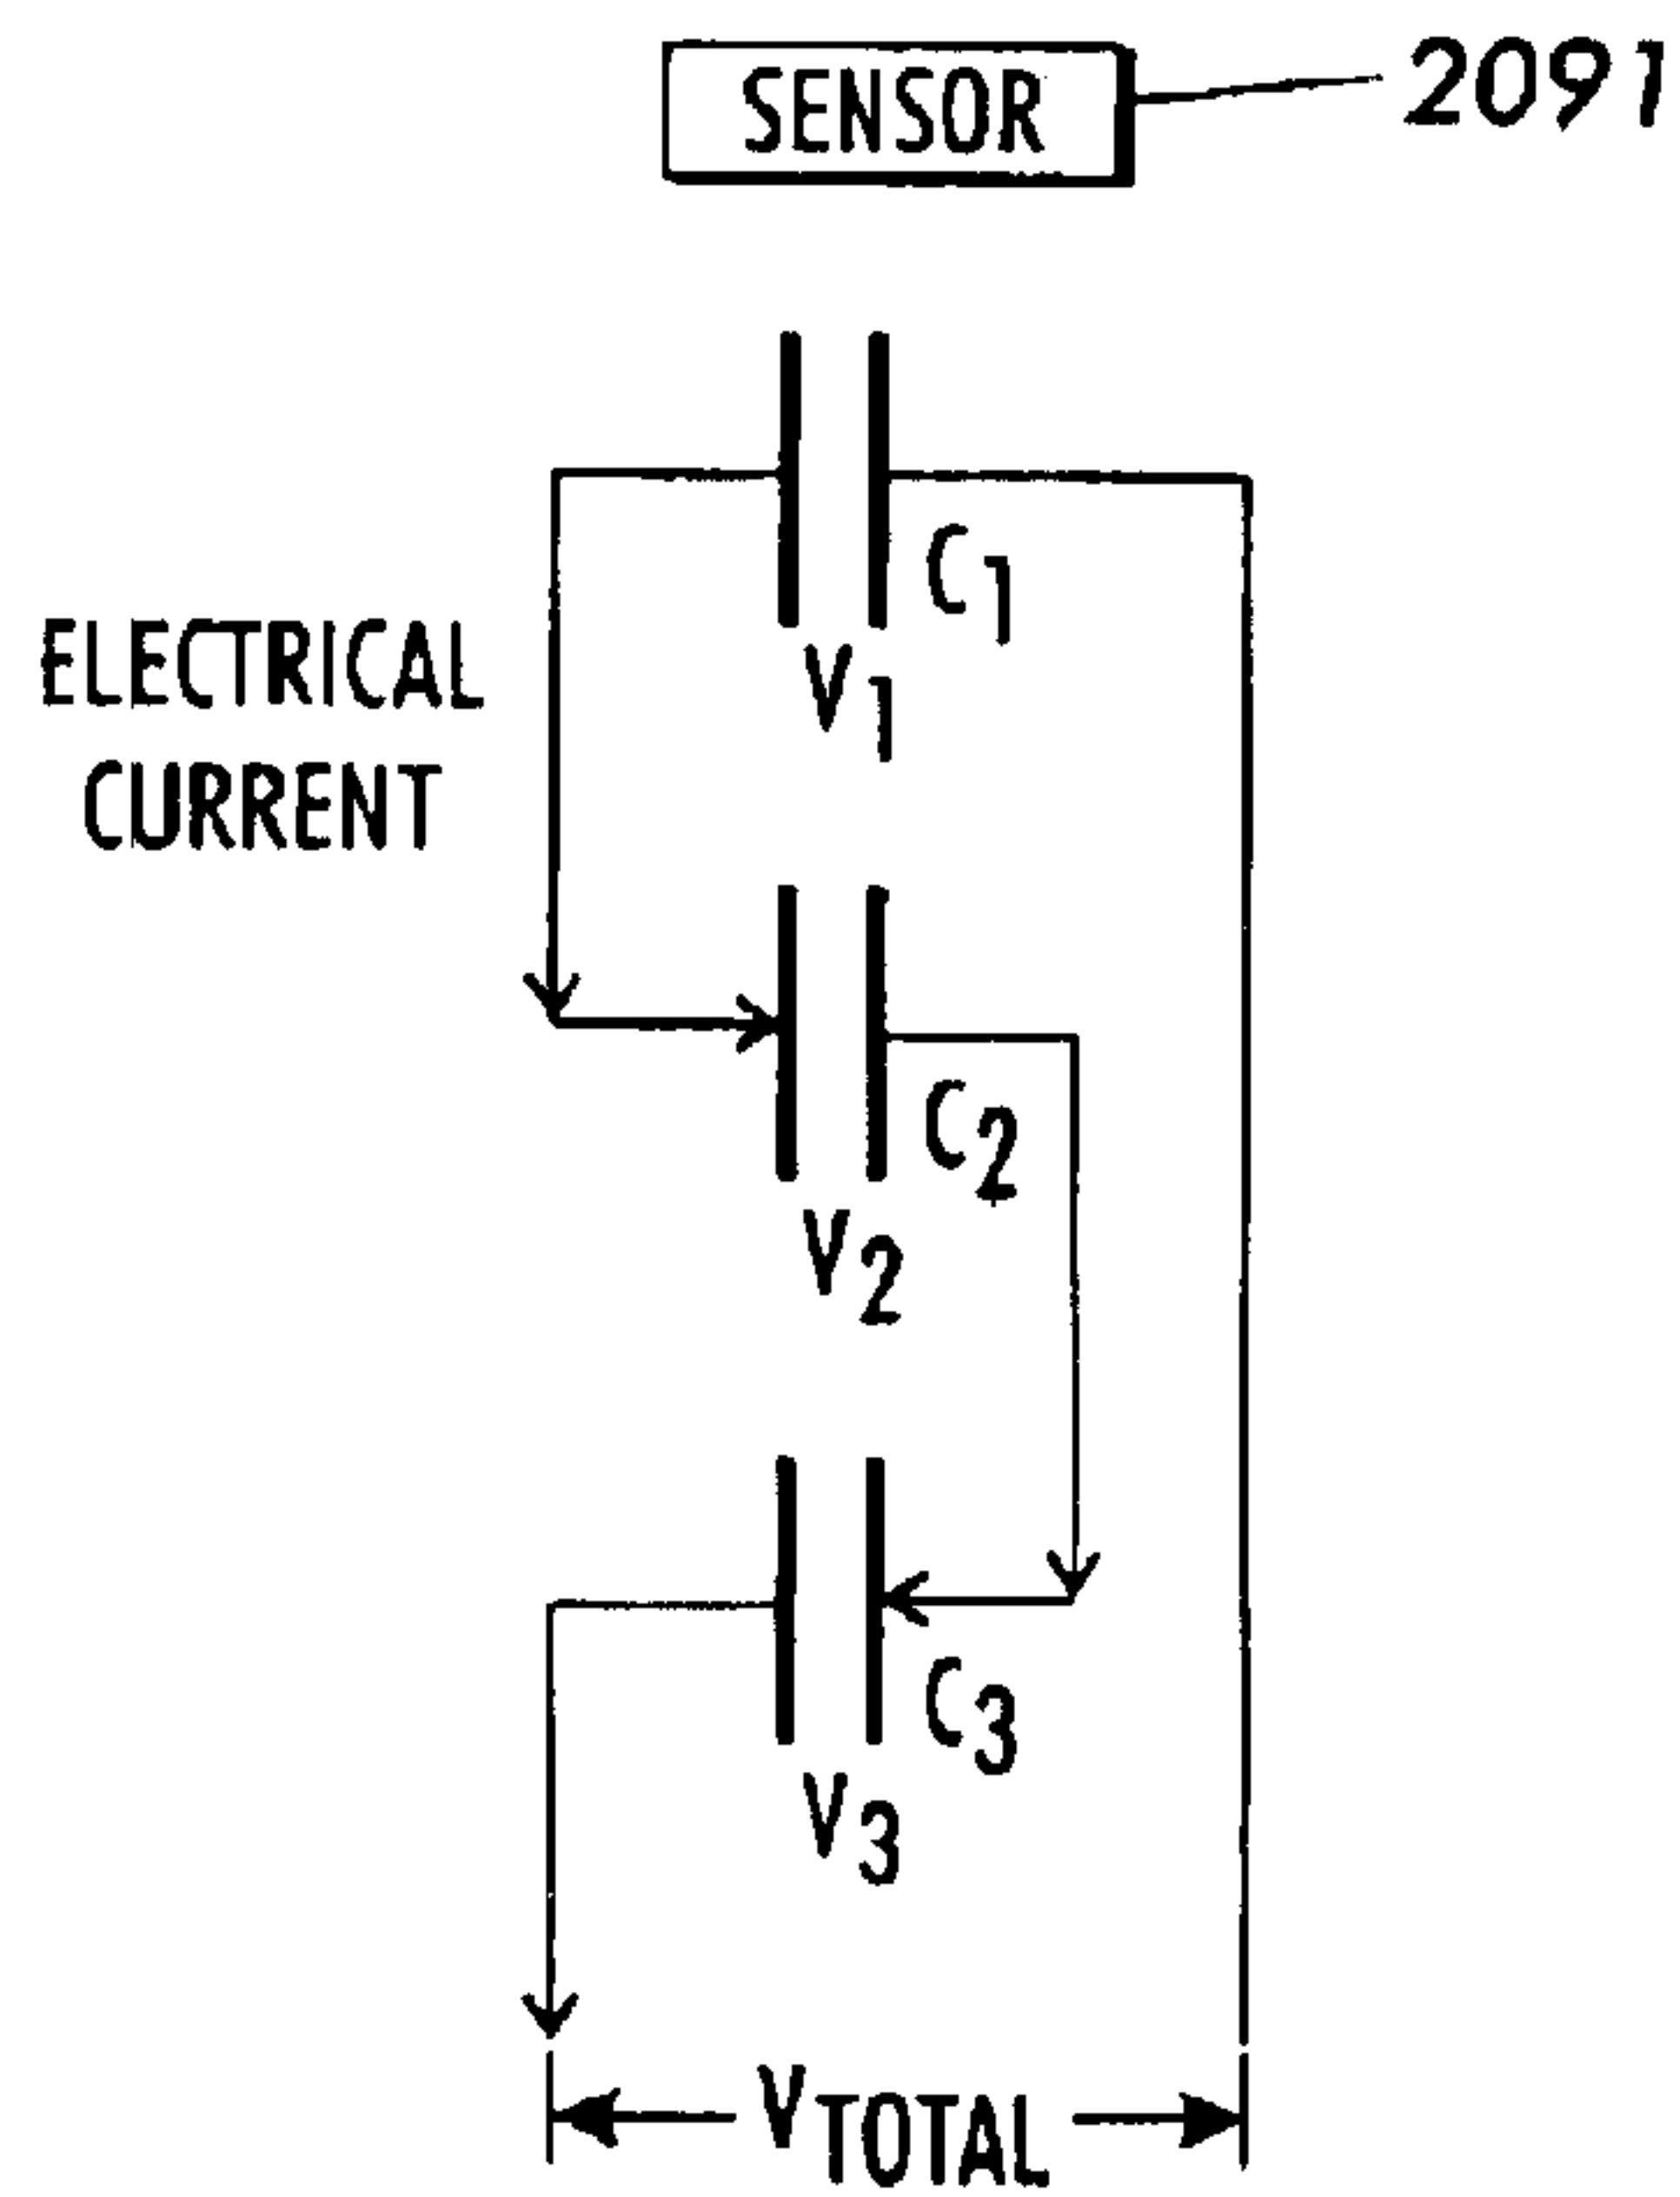 SENSOR 2091
C1
V1
ELECTRICAL
CURRENT
C2
V2
C3
V3
VTOTAL